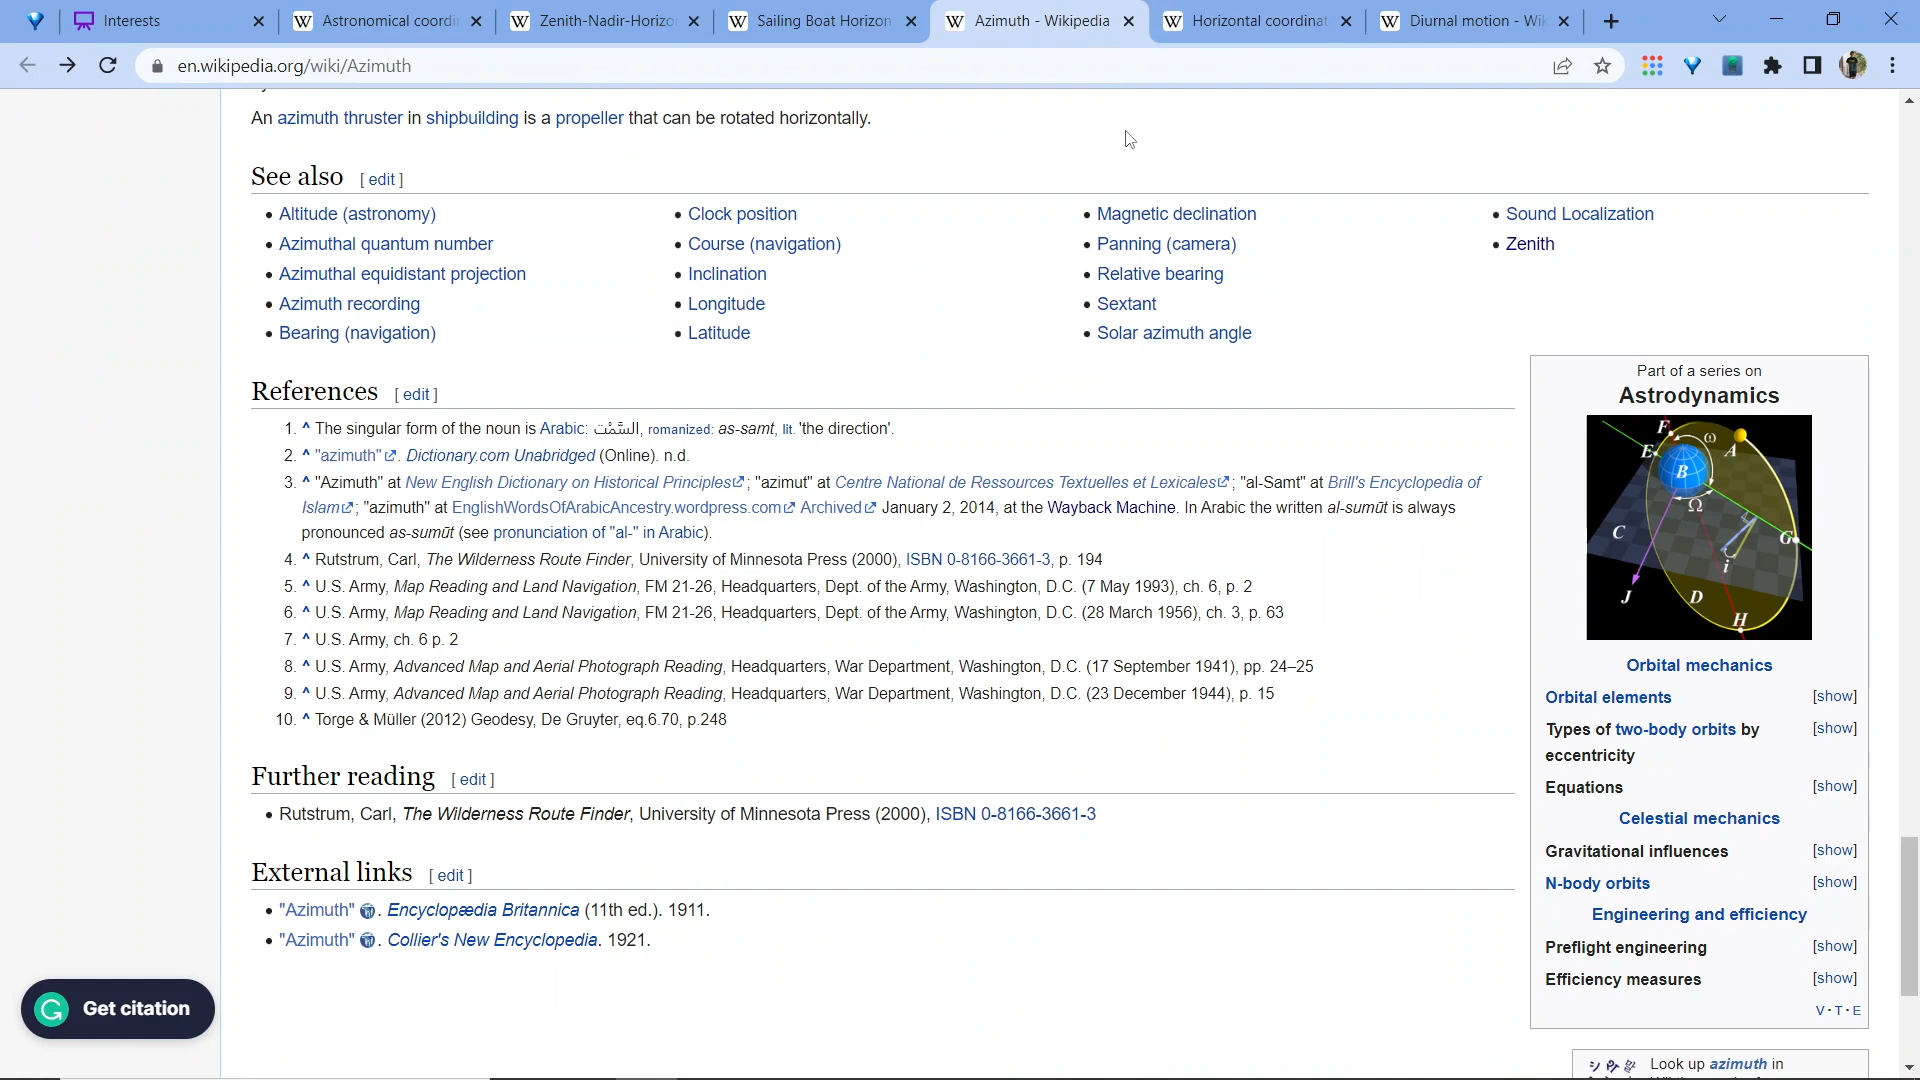 Interests
Astronomical coordi
Zenith-Nadir-Horizo
Sailing Boat Horizon
Azimuth - Wikipedia
Horizontal coordinat
Diurnal motion - Wik
en.wikipedia.org/wiki/Azimuth
An azimuth thruster in shipbuilding is a propeller that can be rotated horizontally.
See also [ edit ]
• Altitude (astronomy)
• Azimuthal quantum number
• Azimuthal equidistant projection
• Azimuth recording
• Bearing (navigation)
• Clock position
• Course (navigation)
• Inclination
• Longitude
• Latitude
• Magnetic declination
• Panning (camera)
• Relative bearing
• Sextant
• Solar azimuth angle
• Sound Localization
• Zenith
References [ edit ]
1. ^ The singular form of the noun is Arabic: السَّمْت, romanized: as-samt, lit. 'the direction'.
2. ^ "azimuth". Dictionary.com Unabridged (Online). n.d.
3. ^ "Azimuth" at New English Dictionary on Historical Principles; "azimut" at Centre National de Ressources Textuelles et Lexicales; "al-Samt" at Brill's Encyclopedia of
Islam; "azimuth" at EnglishWordsOfArabicAncestry.wordpress.com Archived January 2, 2014, at the Wayback Machine. In Arabic the written al-sumūt is always
pronounced as-sumūt (see pronunciation of "al-" in Arabic).
4. ^ Rutstrum, Carl, The Wilderness Route Finder, University of Minnesota Press (2000), ISBN 0-8166-3661-3, p. 194
5. ^ U.S. Army, Map Reading and Land Navigation, FM 21-26, Headquarters, Dept. of the Army, Washington, D.C. (7 May 1993), ch. 6, p. 2
6. ^ U.S. Army, Map Reading and Land Navigation, FM 21-26, Headquarters, Dept. of the Army, Washington, D.C. (28 March 1956), ch. 3, p. 63
7. ^ U.S. Army, ch. 6 p. 2
8. ^ U.S. Army, Advanced Map and Aerial Photograph Reading, Headquarters, War Department, Washington, D.C. (17 September 1941), pp. 24–25
9. ^ U.S. Army, Advanced Map and Aerial Photograph Reading, Headquarters, War Department, Washington, D.C. (23 December 1944), p. 15
10. ^ Torge & Müller (2012) Geodesy, De Gruyter, eq.6.70, p.248
Further reading [ edit ]
• Rutstrum, Carl, The Wilderness Route Finder, University of Minnesota Press (2000), ISBN 0-8166-3661-3
External links [ edit ]
• "Azimuth". Encyclopædia Britannica (11th ed.). 1911.
• "Azimuth". Collier's New Encyclopedia. 1921.
Get citation
Part of a series on
Astrodynamics
F
ω
E
A
B
Ω
C
G
i
J
D
H
Orbital mechanics
Orbital elements [show]
Types of two-body orbits by [show]
eccentricity
Equations [show]
Celestial mechanics
Gravitational influences [show]
N-body orbits [show]
Engineering and efficiency
Preflight engineering [show]
Efficiency measures [show]
V·T·E
Look up azimuth in